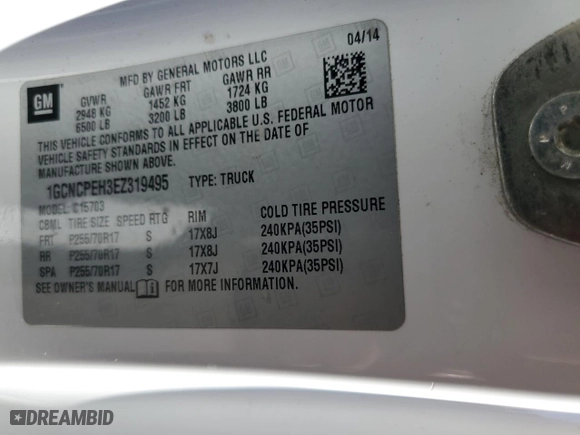 04/14
MFD BY GENERAL MOTORS LLC
GM
GVWR GAWR FRT GAWR RR
2948 KG 1452 KG 1724 KG
6500 LB 3200 LB 3800 LB
THIS VEHICLE CONFORMS TO ALL APPLICABLE U.S. FEDERAL MOTOR
VEHICLE SAFETY STANDARDS IN EFFECT ON THE DATE OF
MANUFACTURE SHOWN ABOVE.
1GCNCPEH3EZ319495 TYPE: TRUCK
MODEL: C15703
CBML TIRE SIZE SPEED RTG RIM COLD TIRE PRESSURE
FRT P255/70R17 S 17X8J 240KPA(35PSI)
RR P255/70R17 S 17X8J 240KPA(35PSI)
SPA P255/70R17 S 17X7J 240KPA(35PSI)
SEE OWNER'S MANUAL FOR MORE INFORMATION.
DREAMBID